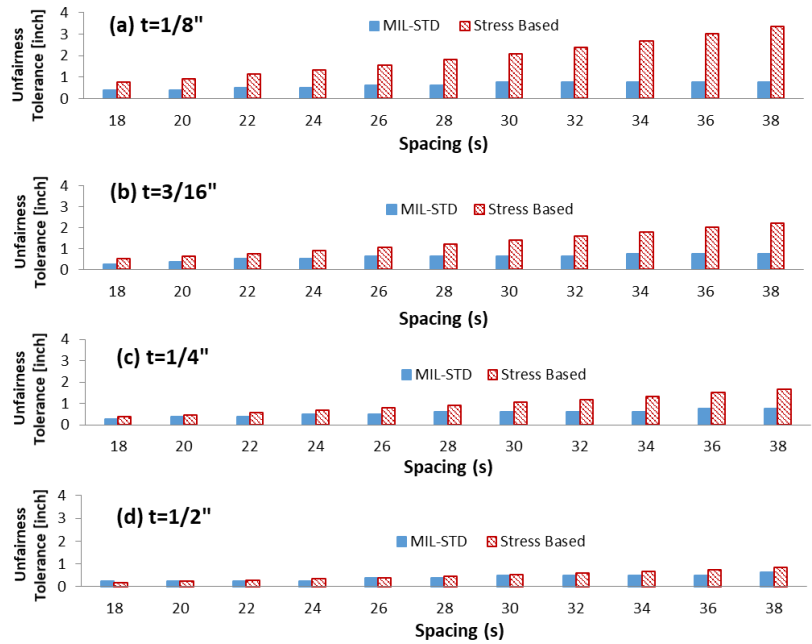 (a) t=1/8"
MIL-STD Stress Based
Unfairness
Tolerance [inch]
4
3
2
1
0
18 20 22 24 26 28 30 32 34 36 38
Spacing (s)
(b) t=3/16"
MIL-STD Stress Based
Unfairness
Tolerance [inch]
4
3
2
1
0
18 20 22 24 26 28 30 32 34 36 38
Spacing (s)
(c) t=1/4"
MIL-STD Stress Based
Unfairness
Tolerance [inch]
4
3
2
1
0
18 20 22 24 26 28 30 32 34 36 38
Spacing (s)
(d) t=1/2"
MIL-STD Stress Based
Unfairness
Tolerance [inch]
4
3
2
1
0
18 20 22 24 26 28 30 32 34 36 38
Spacing (s)